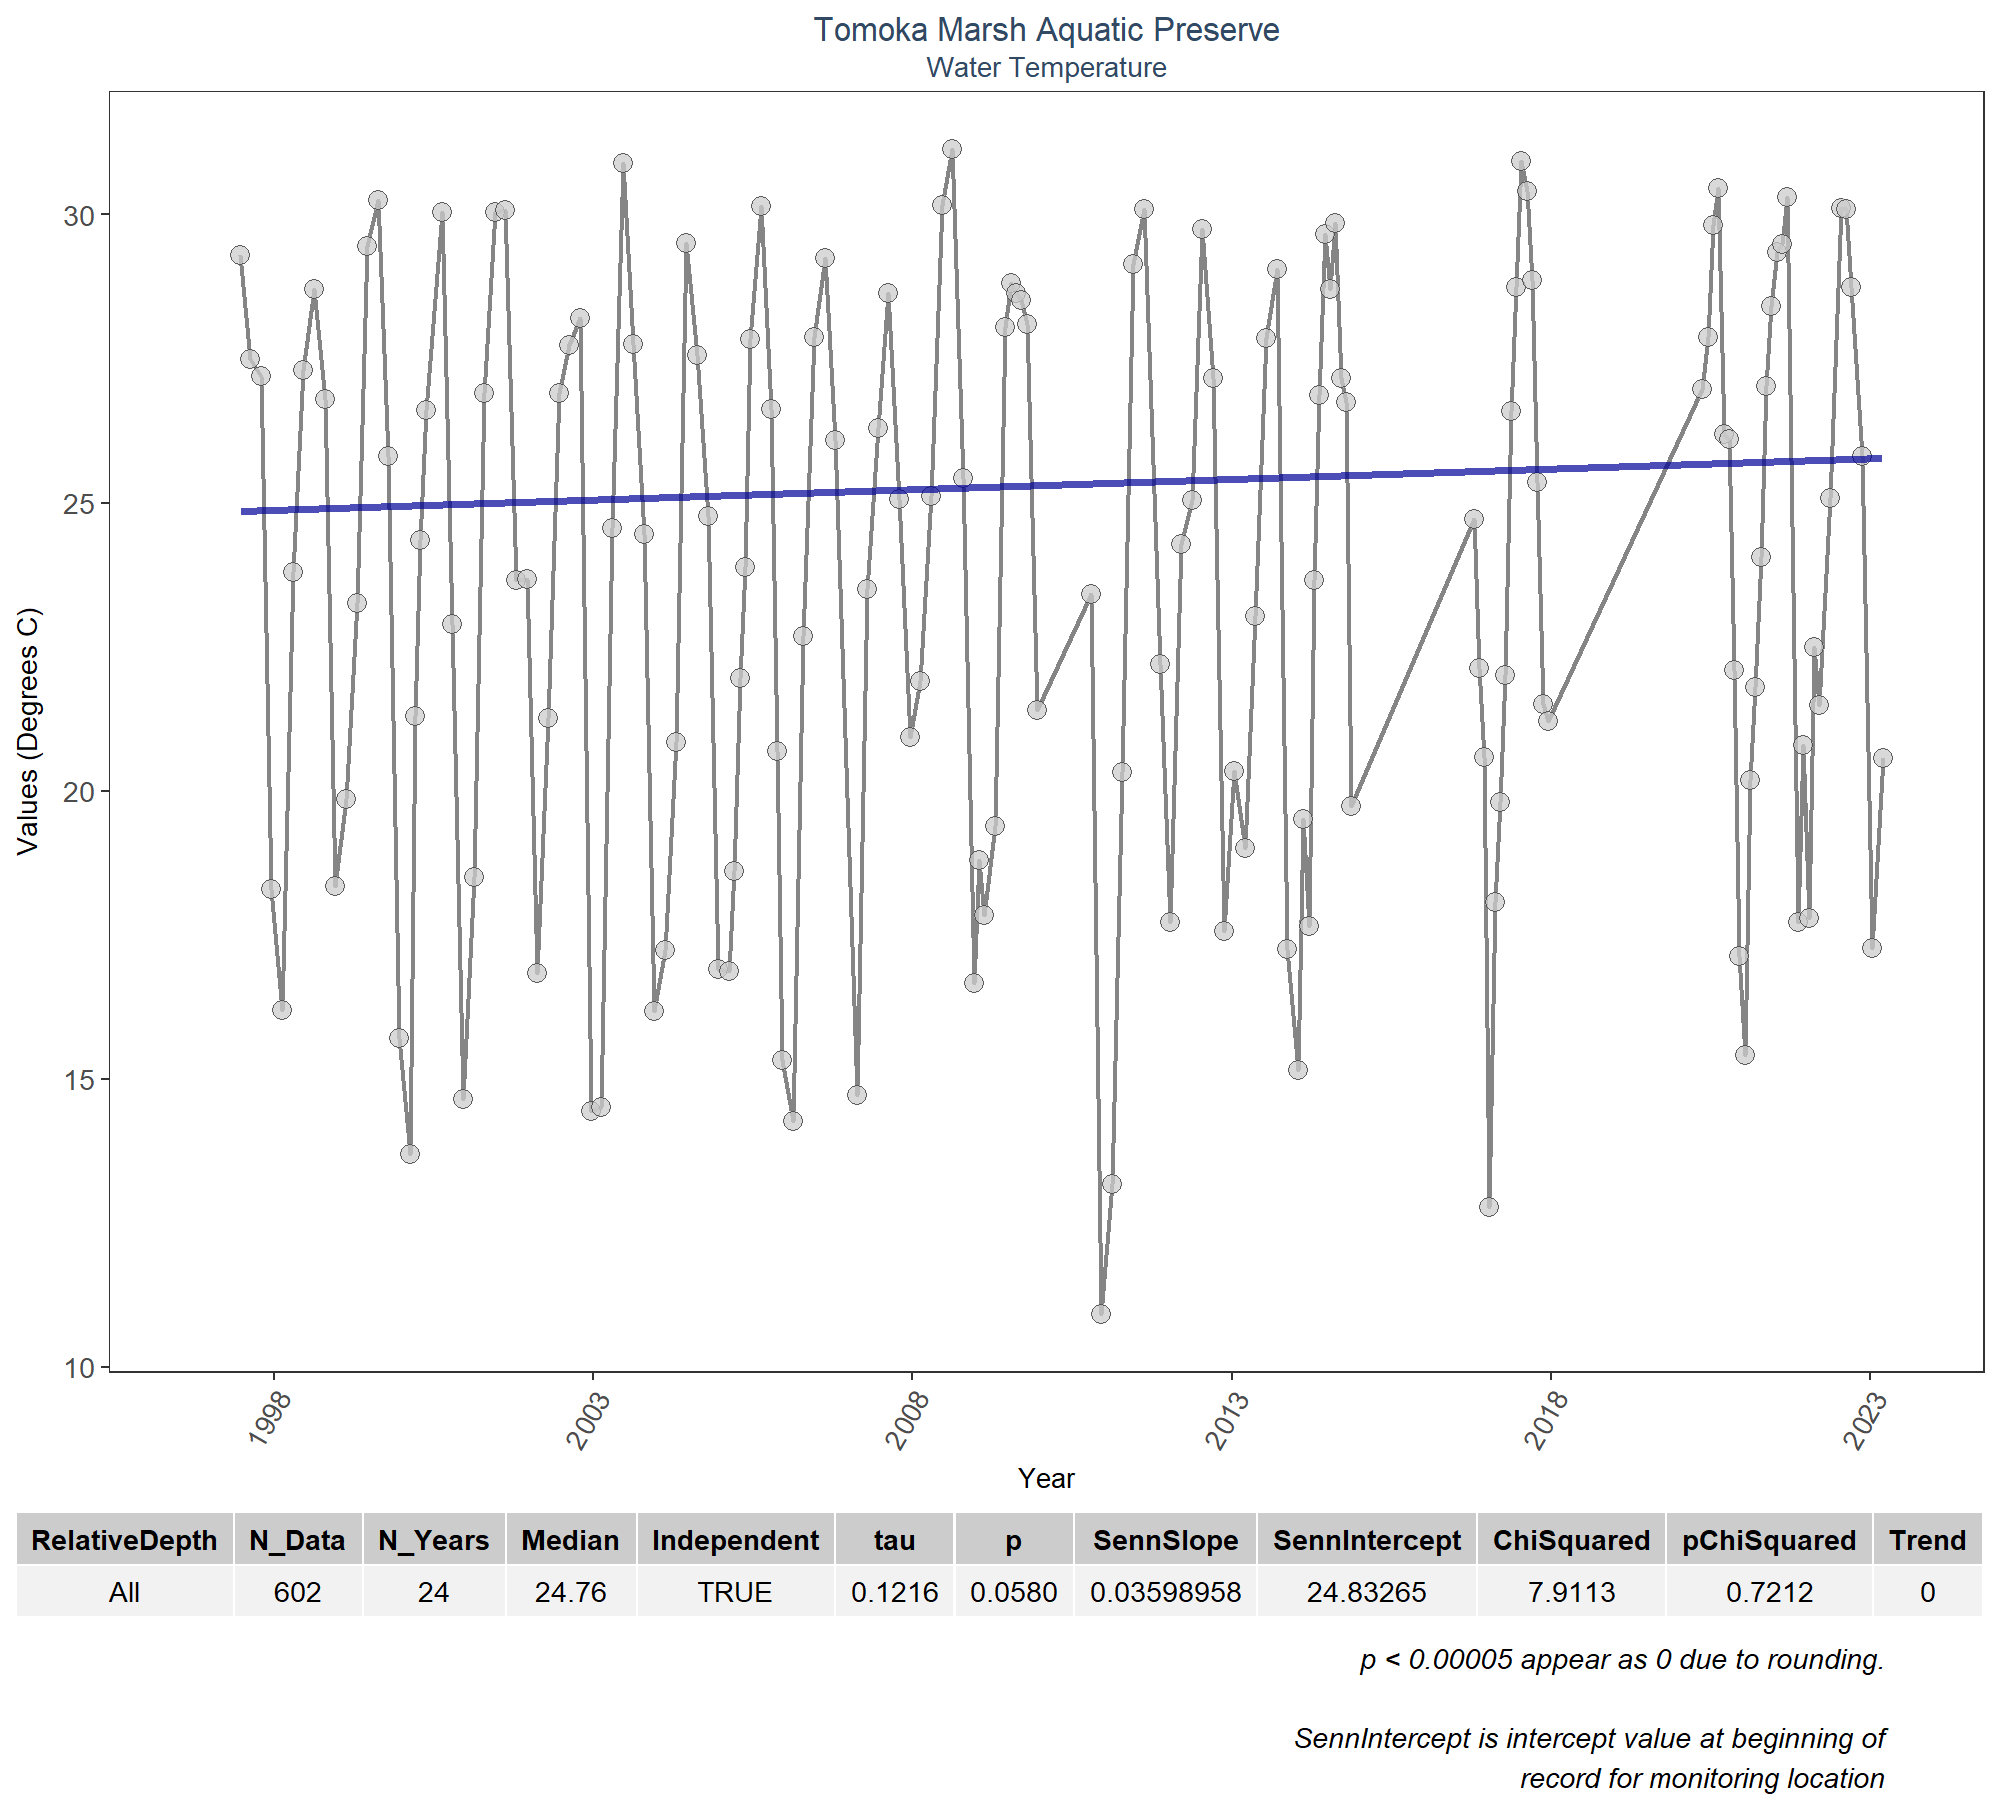 Tomoka Marsh Aquatic Preserve
Water Temperature
Values (Degrees C)
30
25
20
15
10
1998
2003
2008
2013
2018
2023
Year
RelativeDepth N_Data N_Years Median Independent tau p SennSlope SennIntercept ChiSquared pChiSquared Trend
All 602 24 24.76 TRUE 0.1216 0.0580 0.03598958 24.83265 7.9113 0.7212 0
p < 0.00005 appear as 0 due to rounding.
SennIntercept is intercept value at beginning of
record for monitoring location